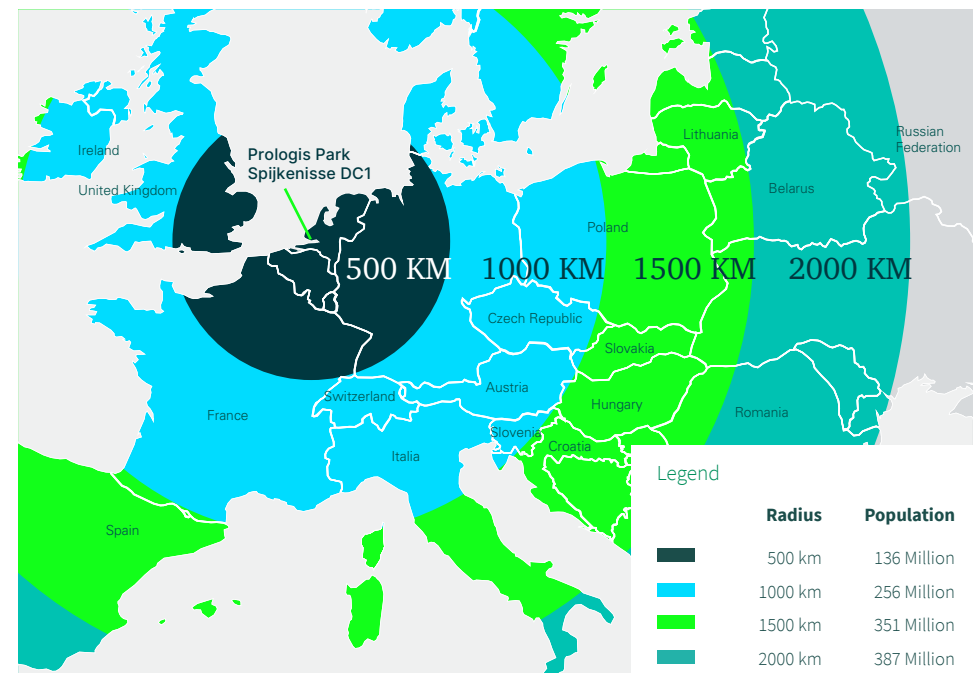 Ireland
United Kingdom
Prologis Park
Spijkenisse DC1
Lithuania
Russian
Federation
Belarus
Poland
500 KM
1000 KM
1500 KM
2000 KM
Czech Republic
Slovakia
Switzerland
Austria
France
Hungary
Romania
Slovenia
Croatia
Italia
Spain
Legend
Radius Population
500 km 136 Million
1000 km 256 Million
1500 km 351 Million
2000 km 387 Million